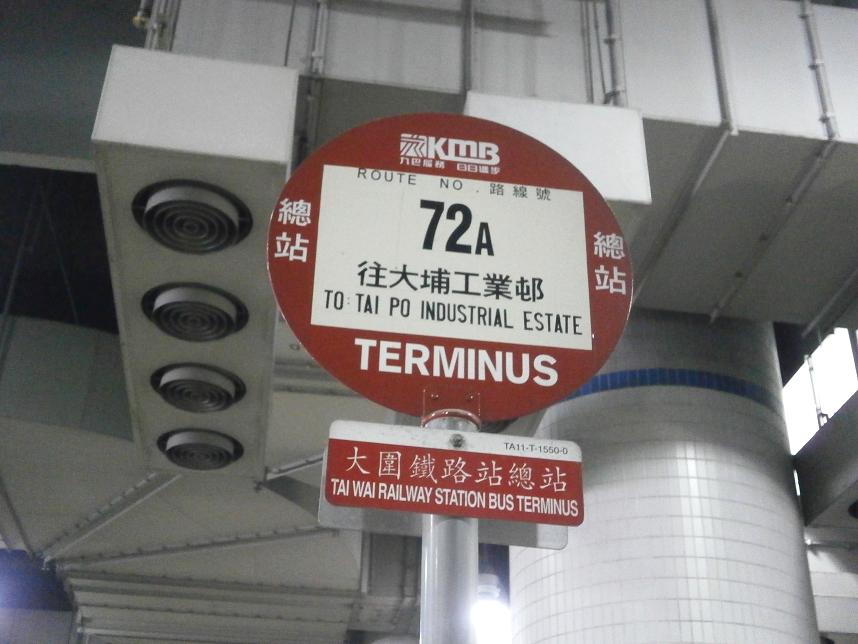 KMB
九巴服務 日日進步
ROUTE NO. 路線號
72A
總站
總站
往大埔工業邨
TO: TAI PO INDUSTRIAL ESTATE
TERMINUS
TA11-T-1550-0
大圍鐵路站總站
TAI WAI RAILWAY STATION BUS TERMINUS